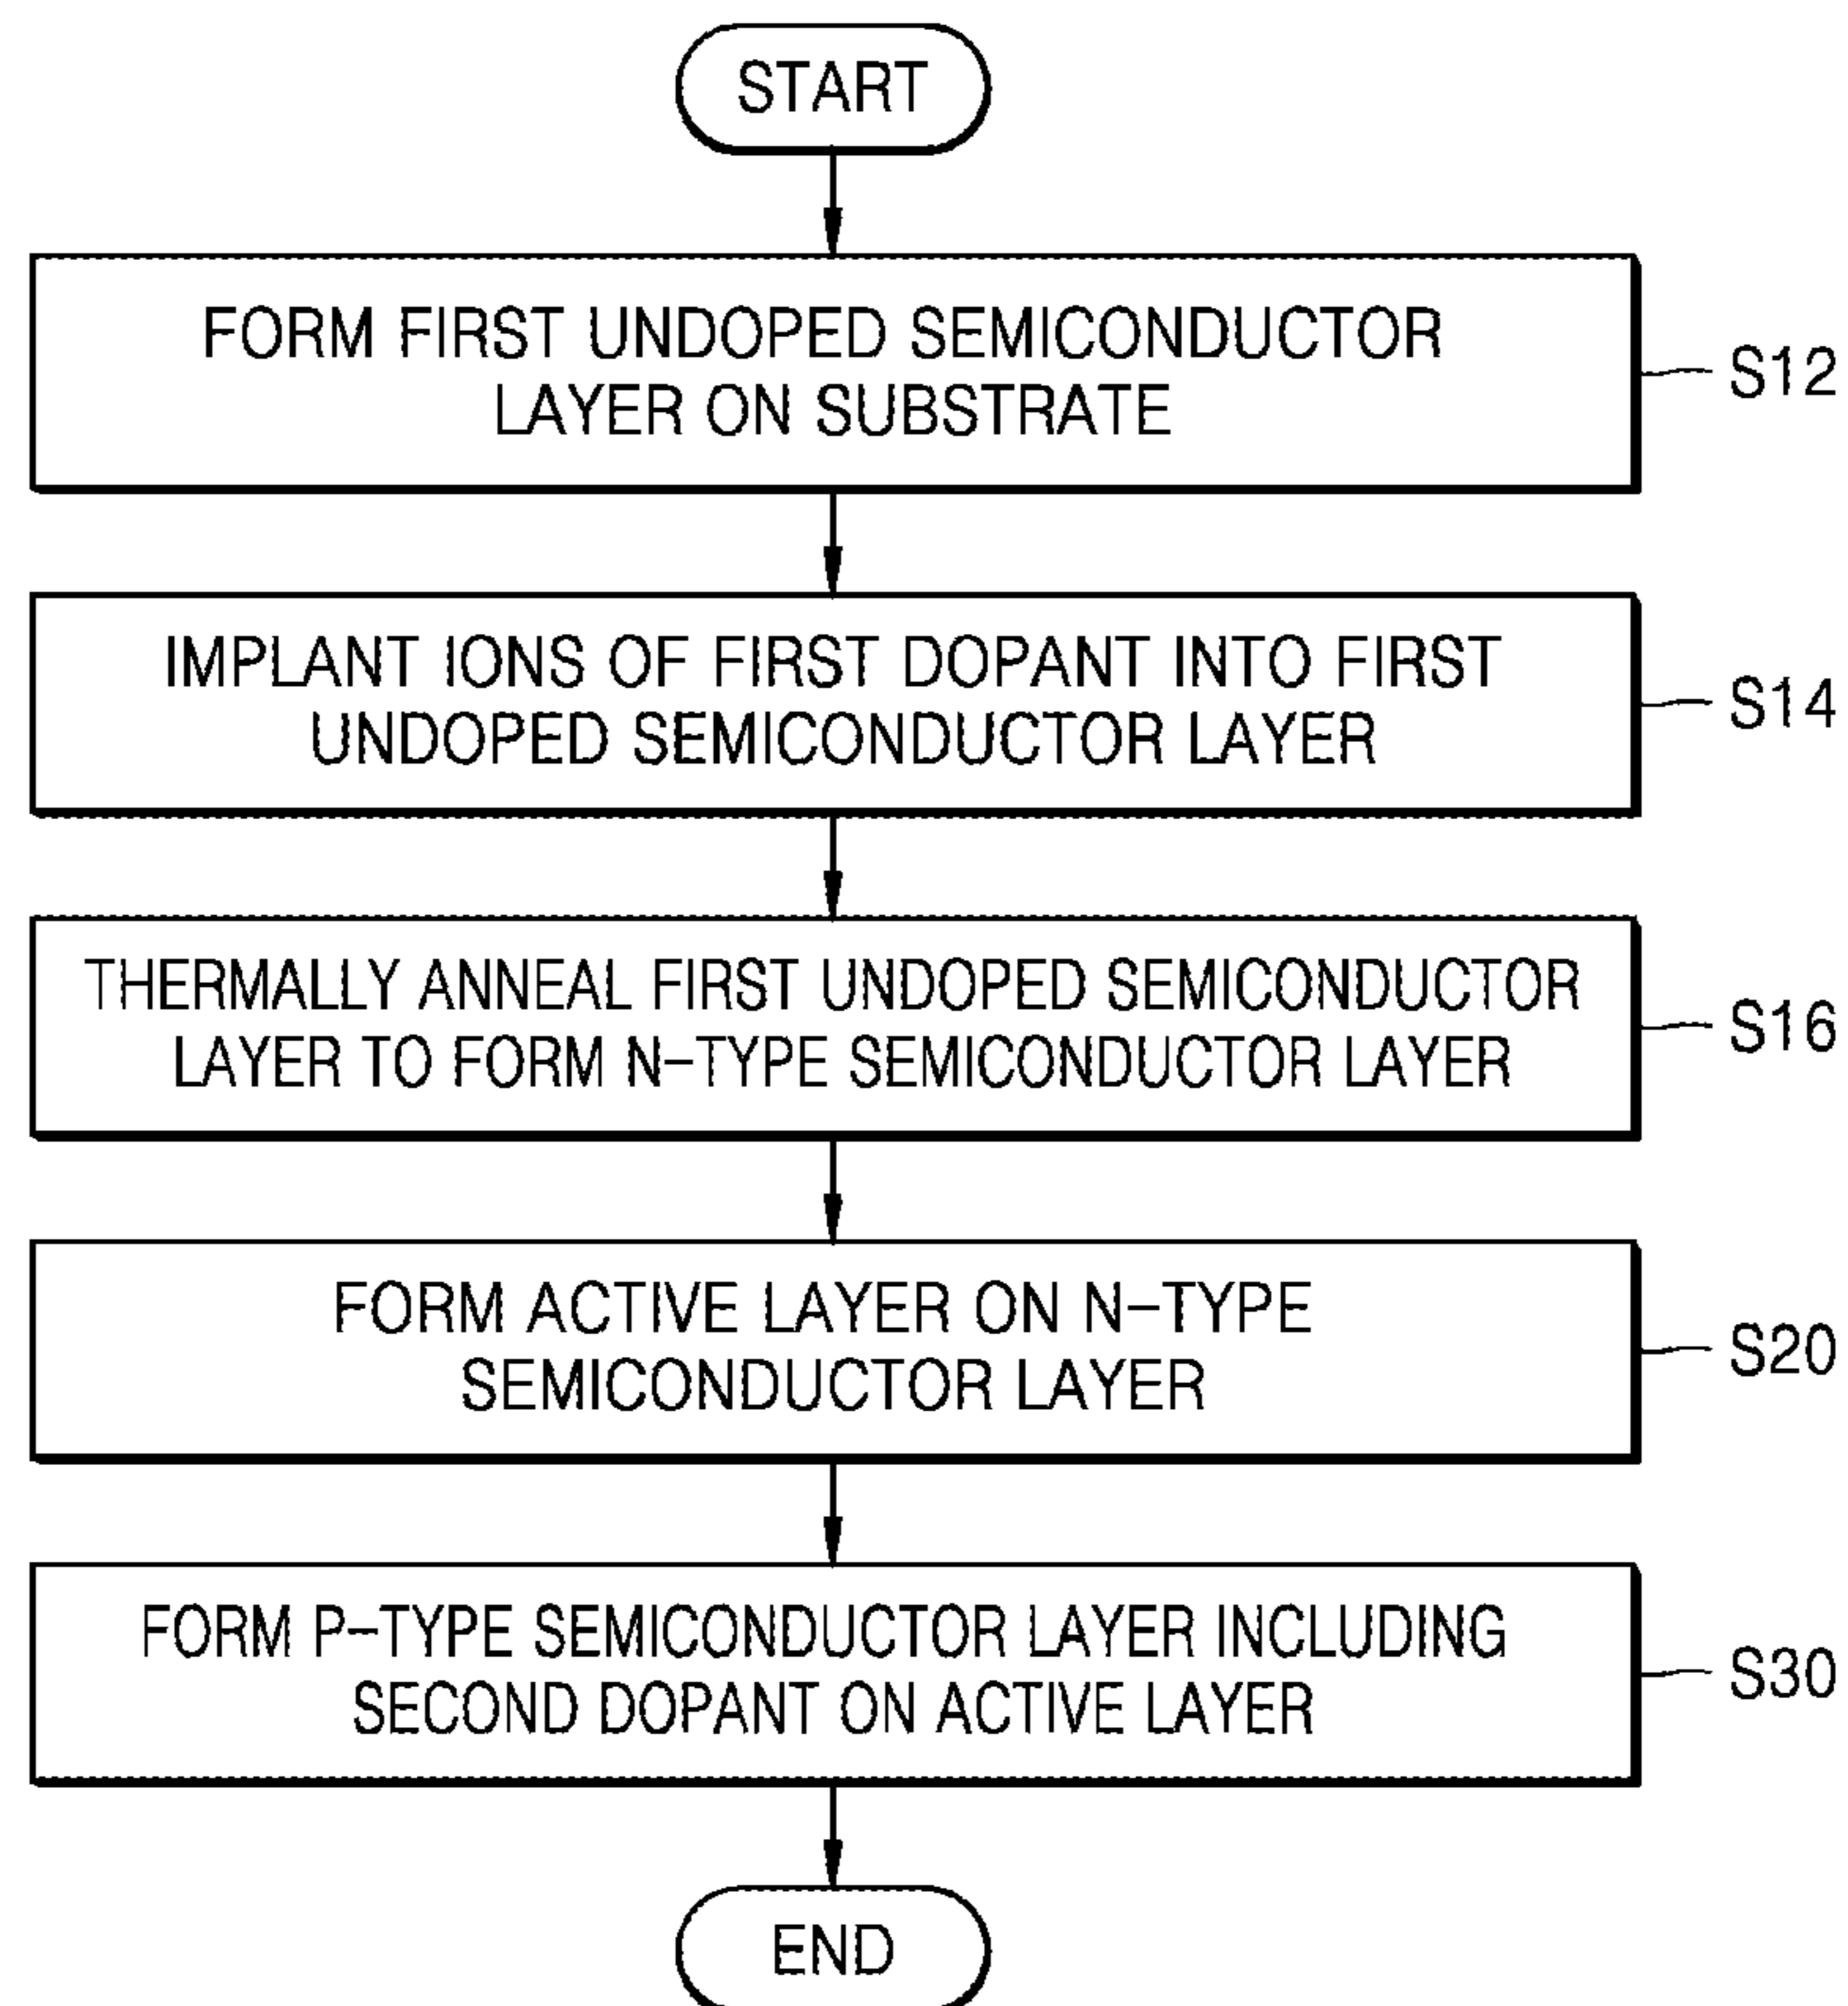 START
FORM FIRST UNDOPED SEMICONDUCTOR
LAYER ON SUBSTRATE
S12
IMPLANT IONS OF FIRST DOPANT INTO FIRST
UNDOPED SEMICONDUCTOR LAYER
S14
THERMALLY ANNEAL FIRST UNDOPED SEMICONDUCTOR
LAYER TO FORM N-TYPE SEMICONDUCTOR LAYER
S16
FORM ACTIVE LAYER ON N-TYPE
SEMICONDUCTOR LAYER
S20
FORM P-TYPE SEMICONDUCTOR LAYER INCLUDING
SECOND DOPANT ON ACTIVE LAYER
S30
END